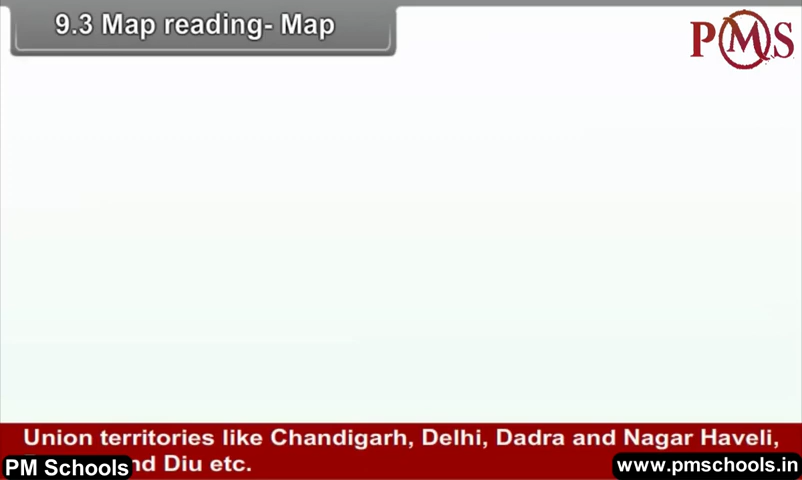 9.3 Map reading- Map
PMS
Union territories like Chandigarh, Delhi, Dadra and Nagar Haveli,
nd Diu etc.
PM Schools
www.pmschools.in